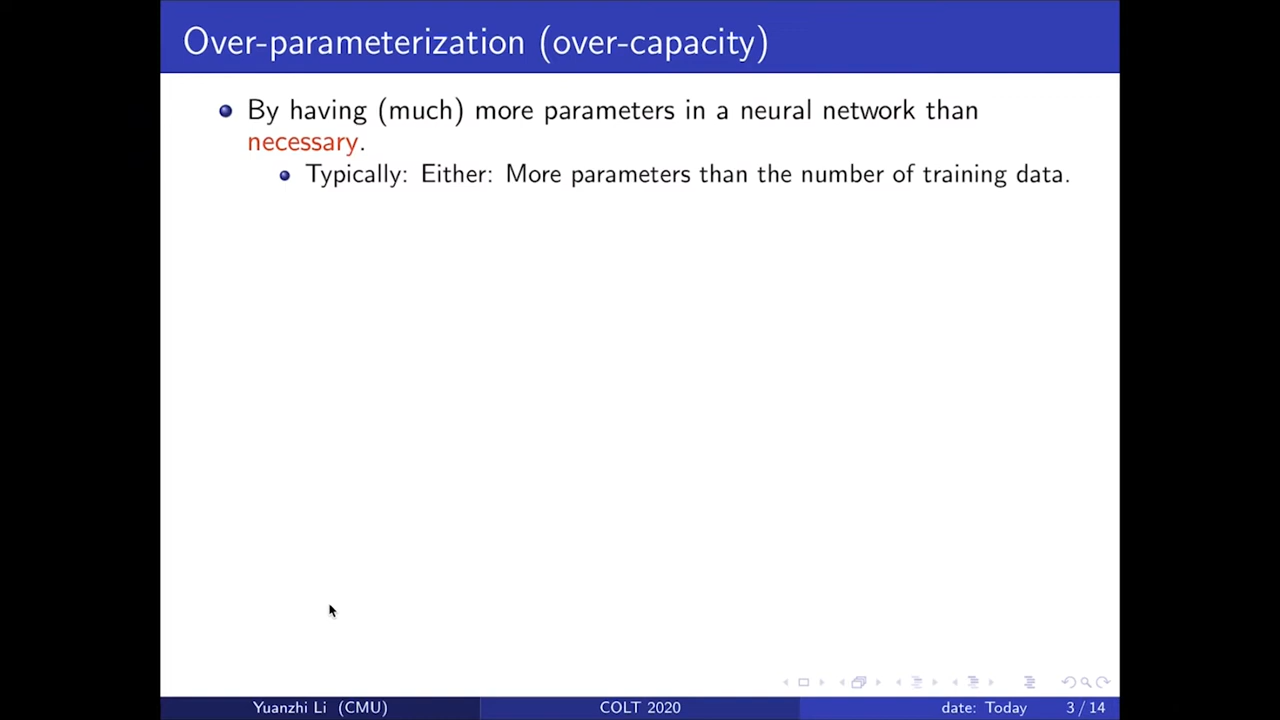 Over-parameterization (over-capacity)
By having (much) more parameters in a neural network than
necessary.
Typically: Either: More parameters than the number of training data.
Yuanzhi Li (CMU)
COLT 2020
date: Today
3 / 14